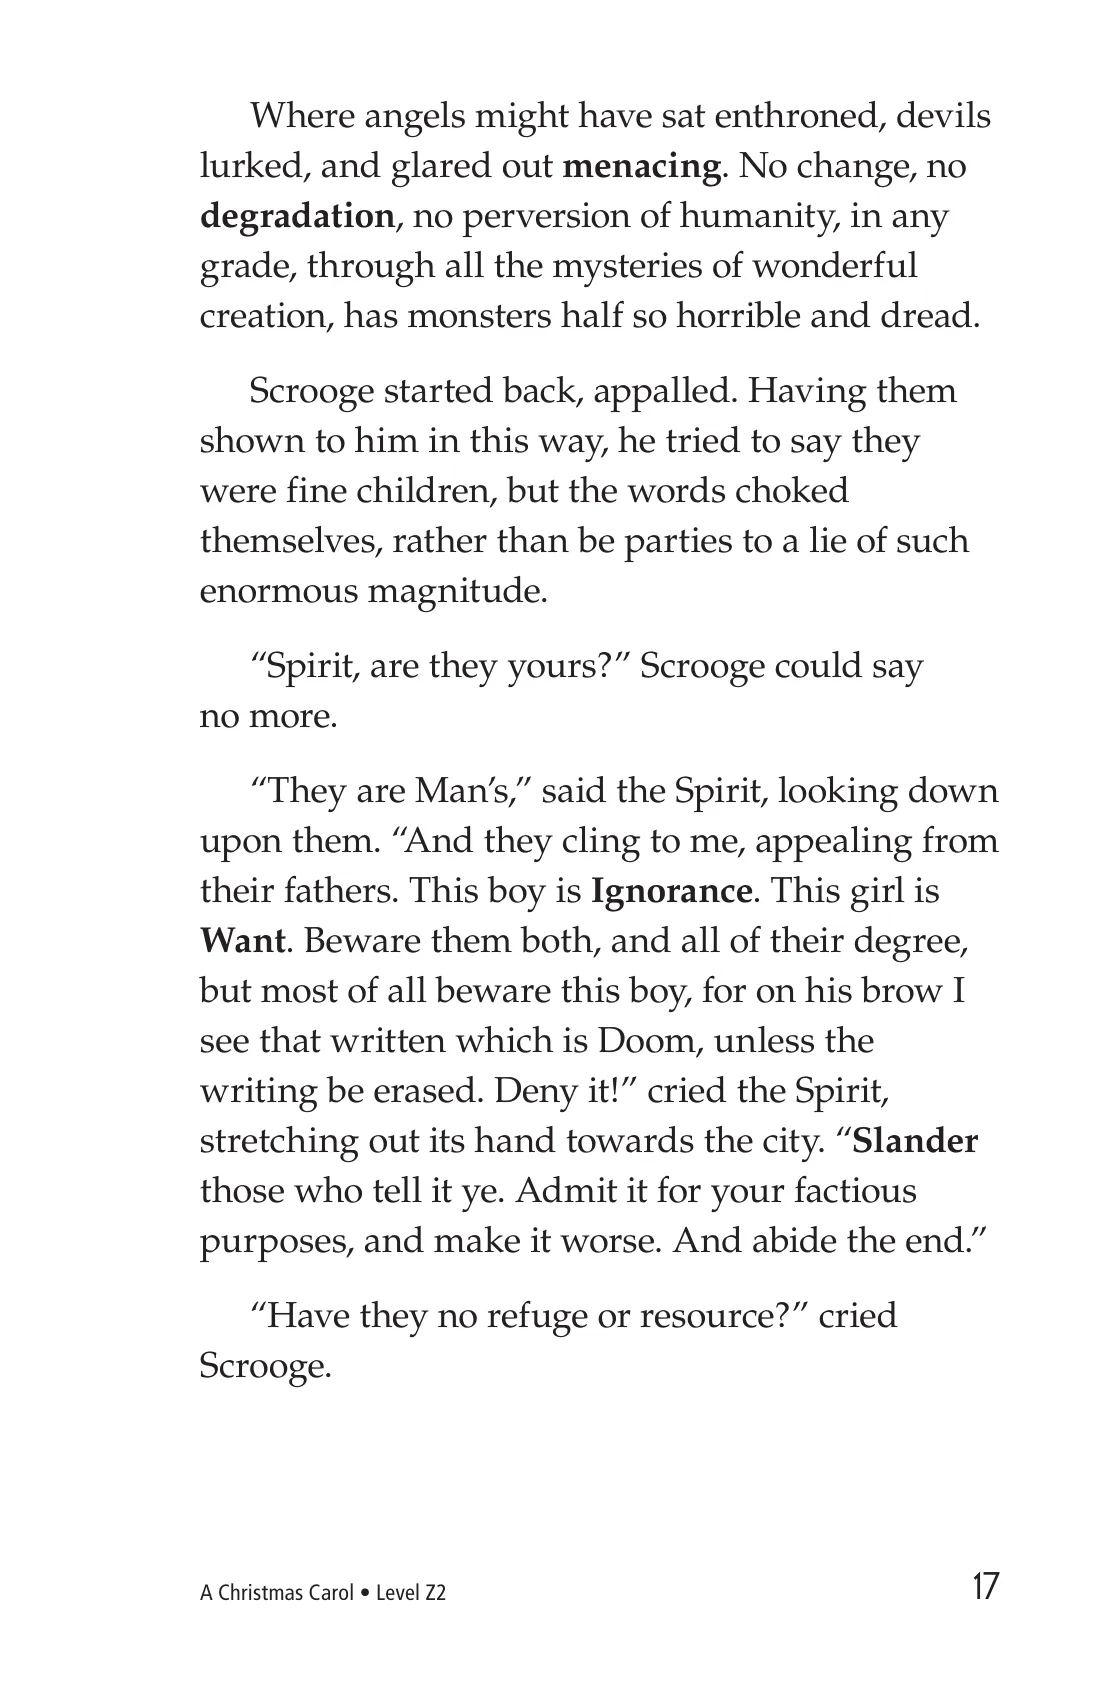 Where angels might have sat enthroned, devils
lurked, and glared out menacing. No change, no
degradation, no perversion of humanity, in any
grade, through all the mysteries of wonderful
creation, has monsters half so horrible and dread.
Scrooge started back, appalled. Having them
shown to him in this way, he tried to say they
were fine children, but the words choked
themselves, rather than be parties to a lie of such
enormous magnitude.
“Spirit, are they yours?” Scrooge could say
no more.
“They are Man’s,” said the Spirit, looking down
upon them. “And they cling to me, appealing from
their fathers. This boy is Ignorance. This girl is
Want. Beware them both, and all of their degree,
but most of all beware this boy, for on his brow I
see that written which is Doom, unless the
writing be erased. Deny it!” cried the Spirit,
stretching out its hand towards the city. “Slander
those who tell it ye. Admit it for your factious
purposes, and make it worse. And abide the end.”
“Have they no refuge or resource?” cried
Scrooge.
A Christmas Carol • Level Z2
17